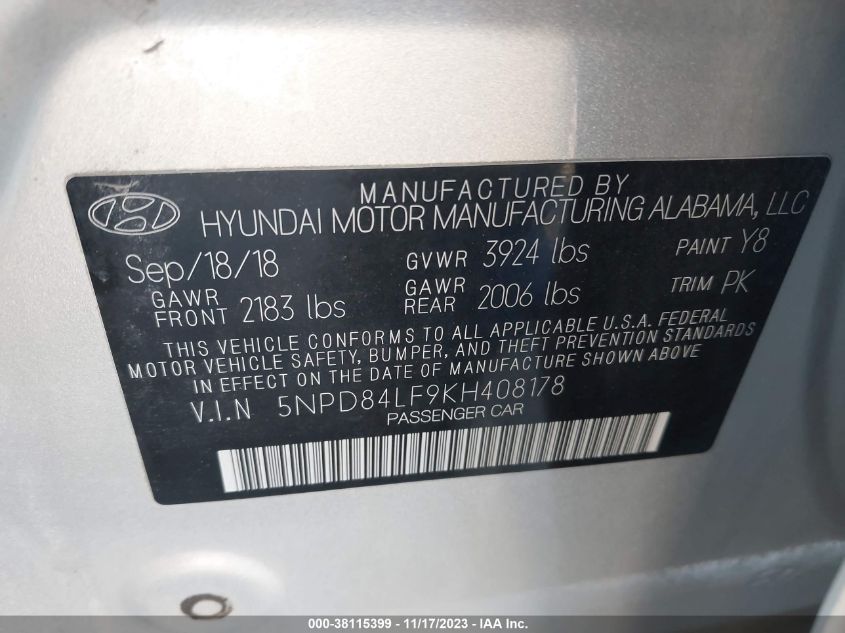 MANUFACTURED BY
HYUNDAI MOTOR MANUFACTURING ALABAMA, LLC
Sep/18/18 GVWR 3924 lbs PAINT Y8
GAWR FRONT 2183 lbs GAWR REAR 2006 lbs TRIM PK
THIS VEHICLE CONFORMS TO ALL APPLICABLE U.S.A. FEDERAL
MOTOR VEHICLE SAFETY, BUMPER, AND THEFT PREVENTION STANDARDS
IN EFFECT ON THE DATE OF MANUFACTURE SHOWN ABOVE
V.I.N 5NPD84LF9KH408178
PASSENGER CAR
000-38115399 - 11/17/2023 - IAA Inc.